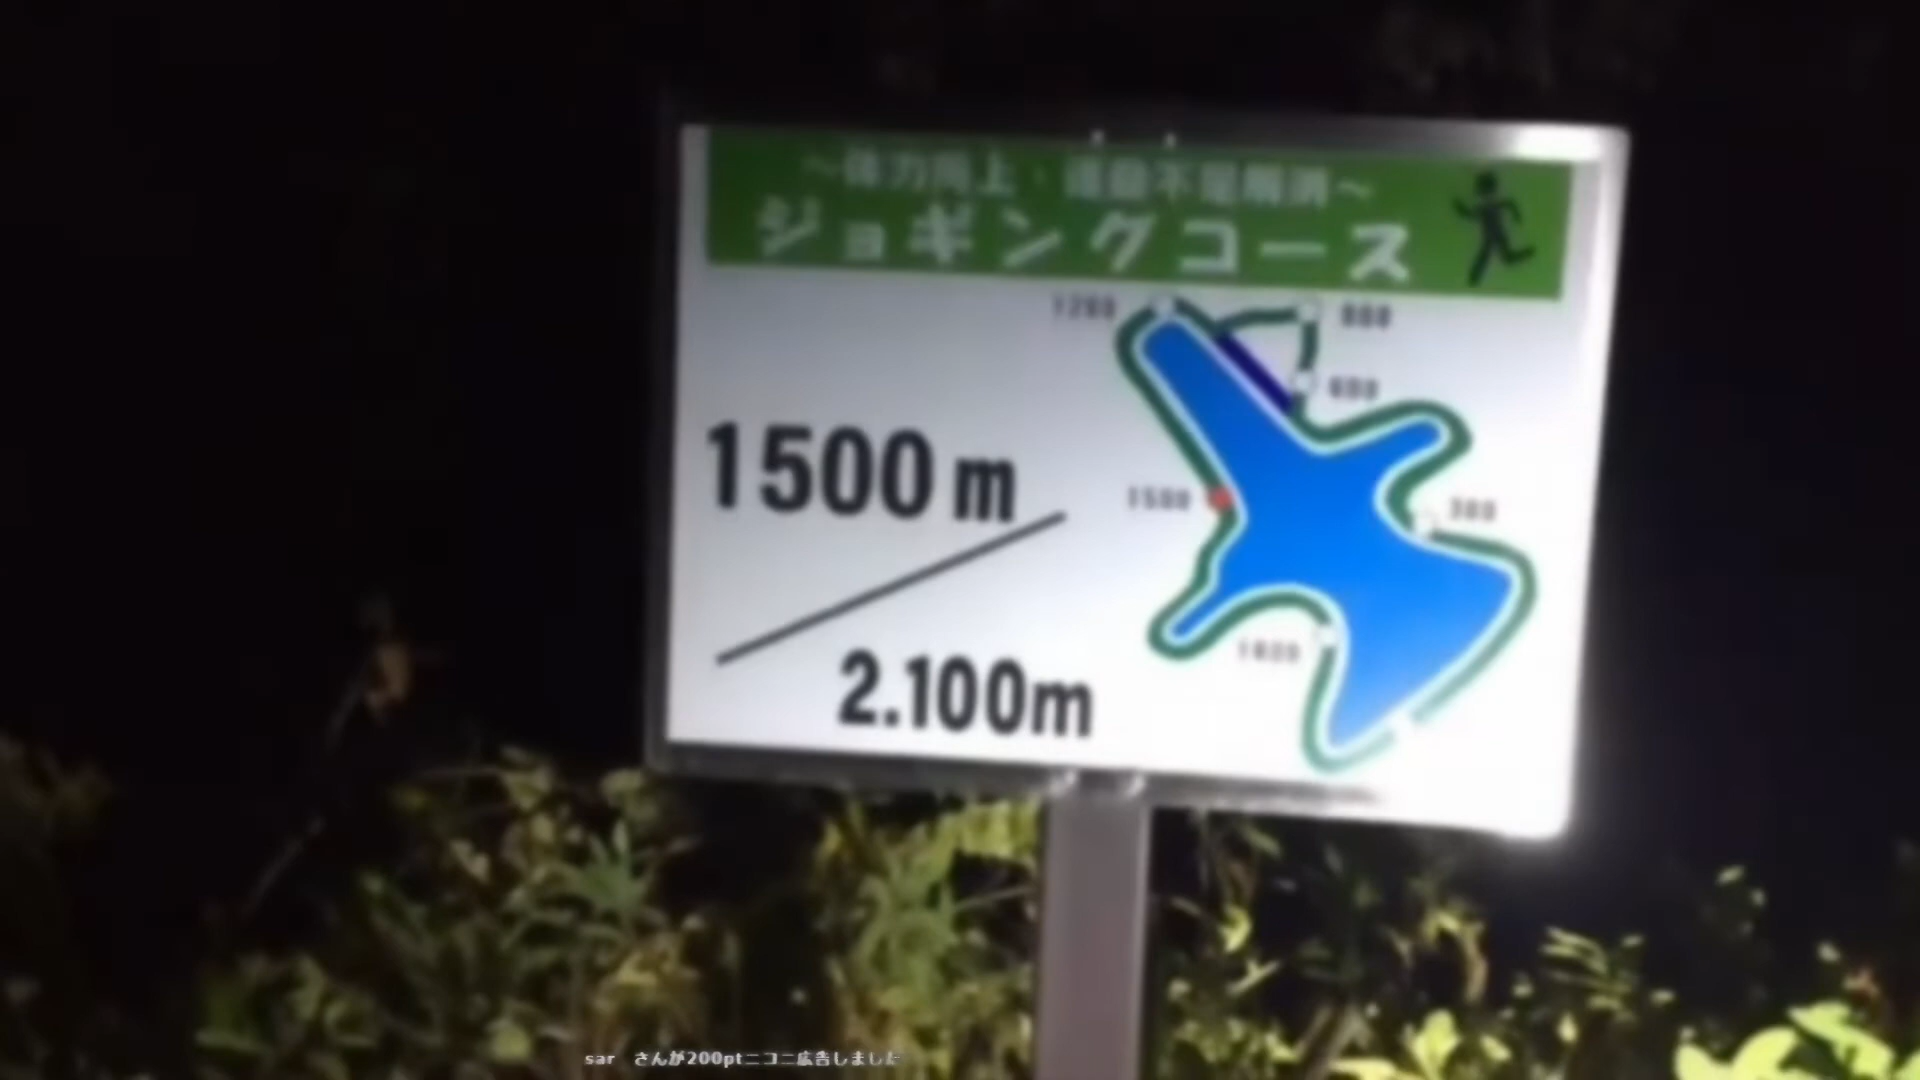 ～体力向上・運動不足解消～
ジョギングコース
1200
600
1500m
1500
300
2.100m
sar さんが200ptニコニ広告しました